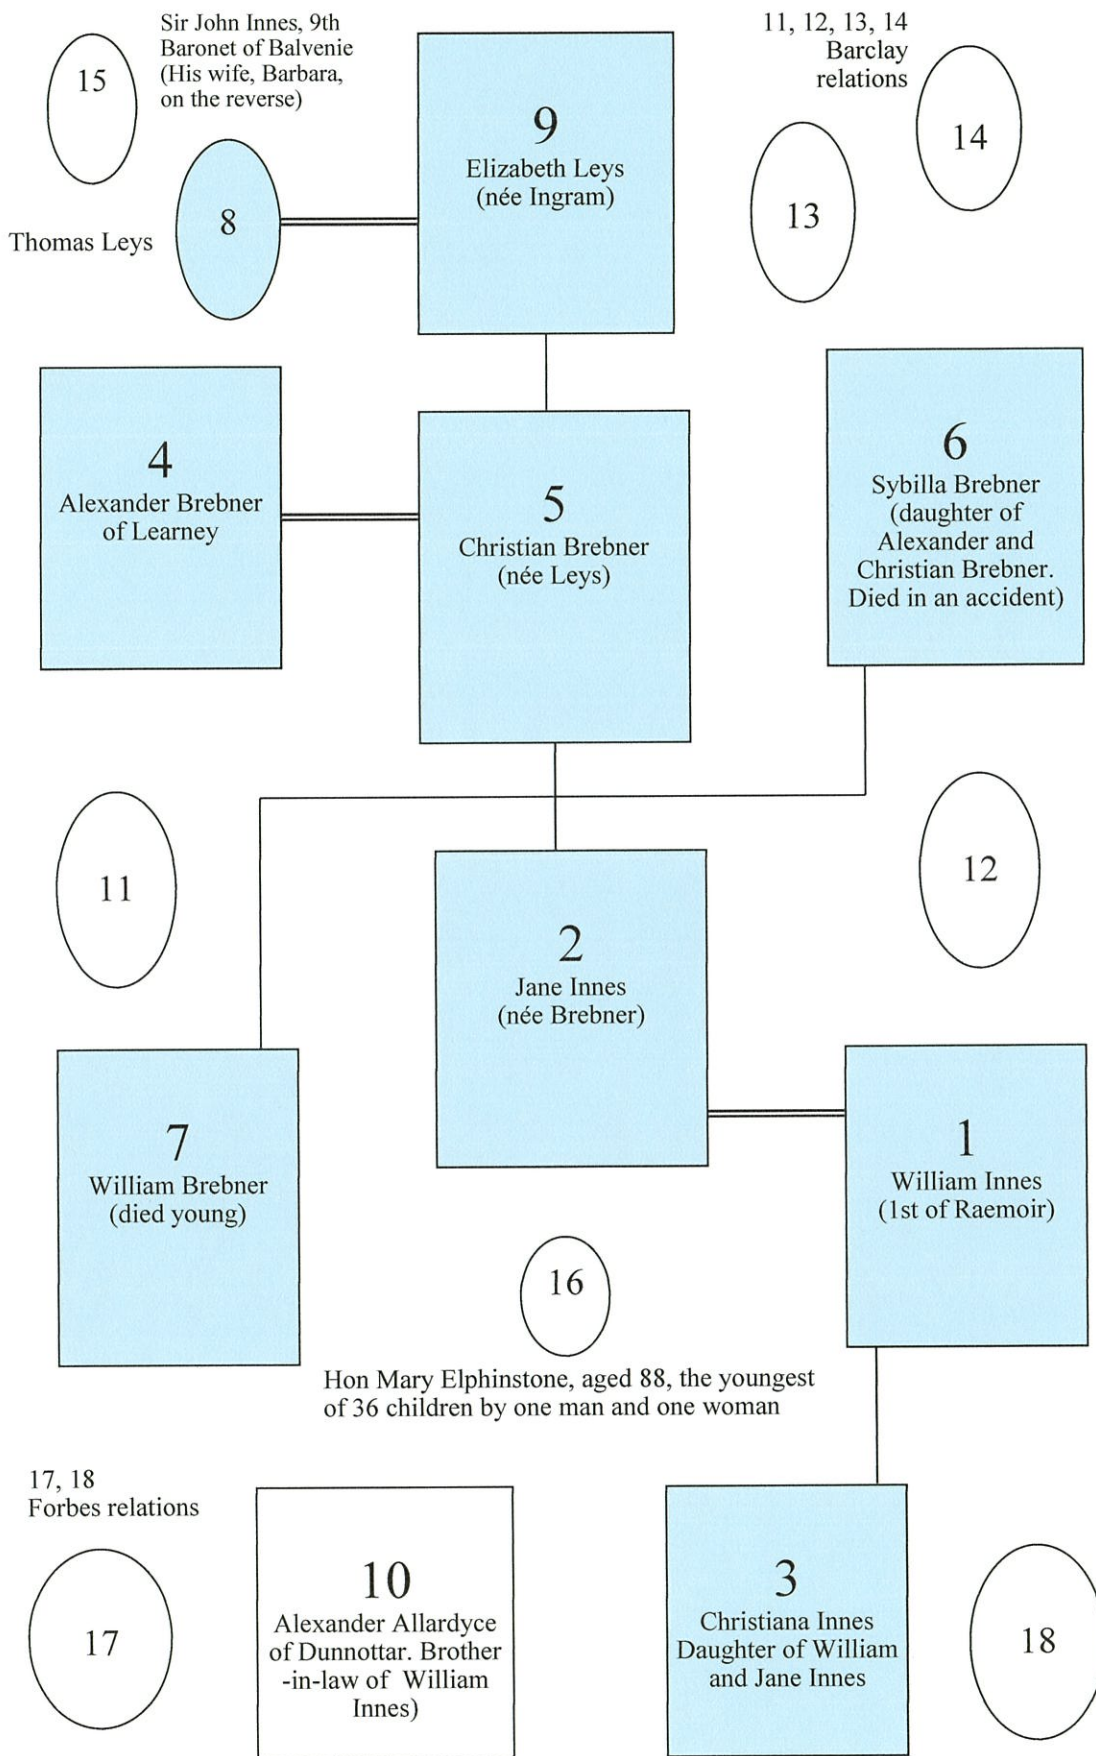 Sir John Innes, 9th
Baronet of Balvenie
(His wife, Barbara,
on the reverse)
15
11, 12, 13, 14
Barclay
relations
14
9
Elizabeth Leys
(née Ingram)
13
8
Thomas Leys
4
Alexander Brebner
of Learney
5
Christian Brebner
(née Leys)
6
Sybilla Brebner
(daughter of
Alexander and
Christian Brebner.
Died in an accident)
11
12
2
Jane Innes
(née Brebner)
7
William Brebner
(died young)
1
William Innes
(1st of Raemoir)
16
Hon Mary Elphinstone, aged 88, the youngest
of 36 children by one man and one woman
17, 18
Forbes relations
17
10
Alexander Allardyce
of Dunnottar. Brother
-in-law of William
Innes)
3
Christiana Innes
Daughter of William
and Jane Innes
18